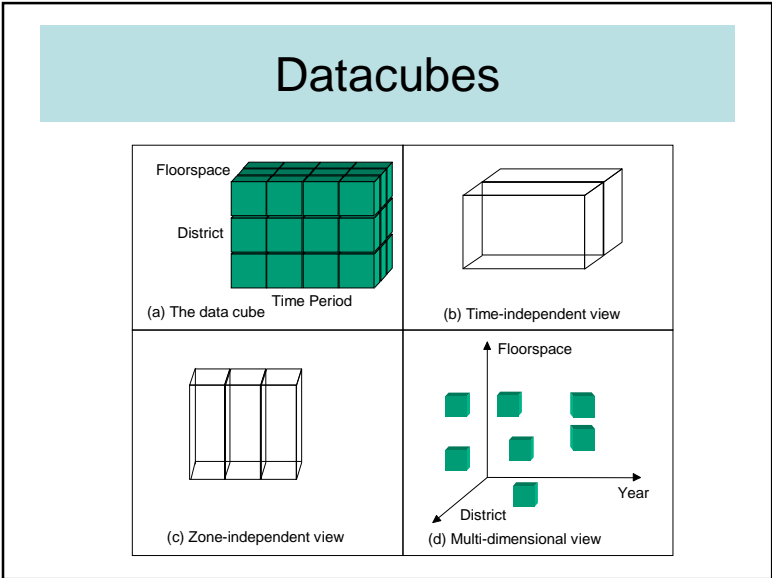 Datacubes
Floorspace
District
Time Period
(a) The data cube
(b) Time-independent view
(c) Zone-independent view
Floorspace
Year
District
(d) Multi-dimensional view